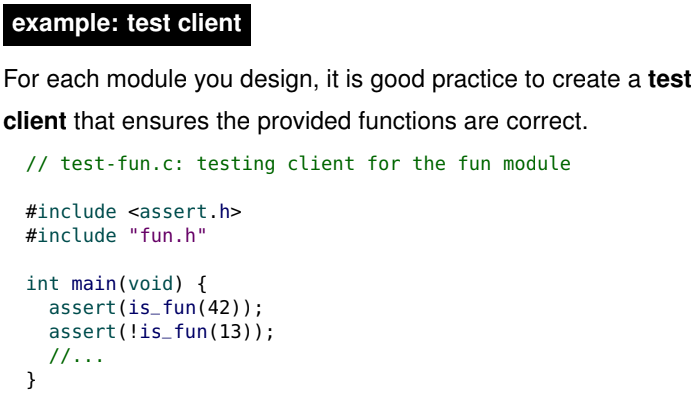 example: test client
For each module you design, it is good practice to create a test
client that ensures the provided functions are correct.
// test-fun.c: testing client for the fun module
#include <assert.h>
#include "fun.h"
int main(void) {
  assert(is_fun(42));
  assert(!is_fun(13));
  //...
}